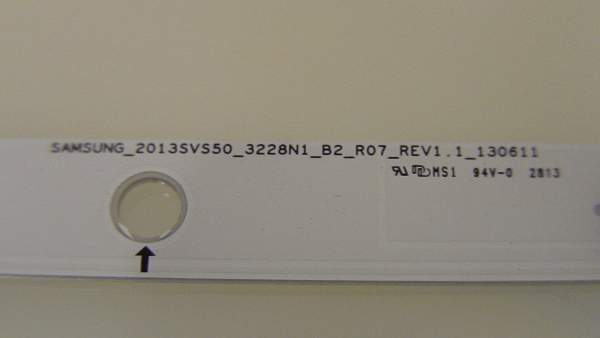 SAMSUNG_2013SVS50_3228N1_B2_R07_REV1.1_130611
MS1 94V-0 2813